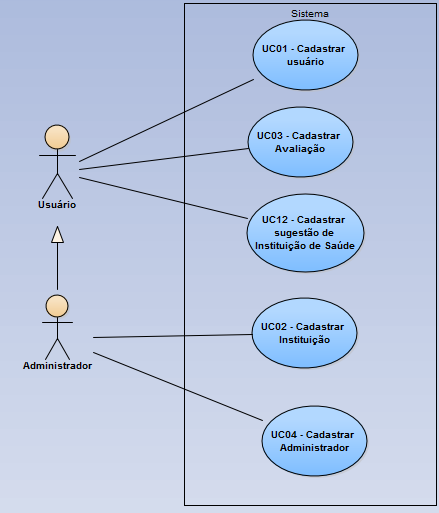 Sistema
UC01 - Cadastrar
usuário
UC03 - Cadastrar
Avaliação
Usuário
UC12 - Cadastrar
sugestão de
Instituição de Saúde
UC02 - Cadastrar
Instituição
Administrador
UC04 - Cadastrar
Administrador